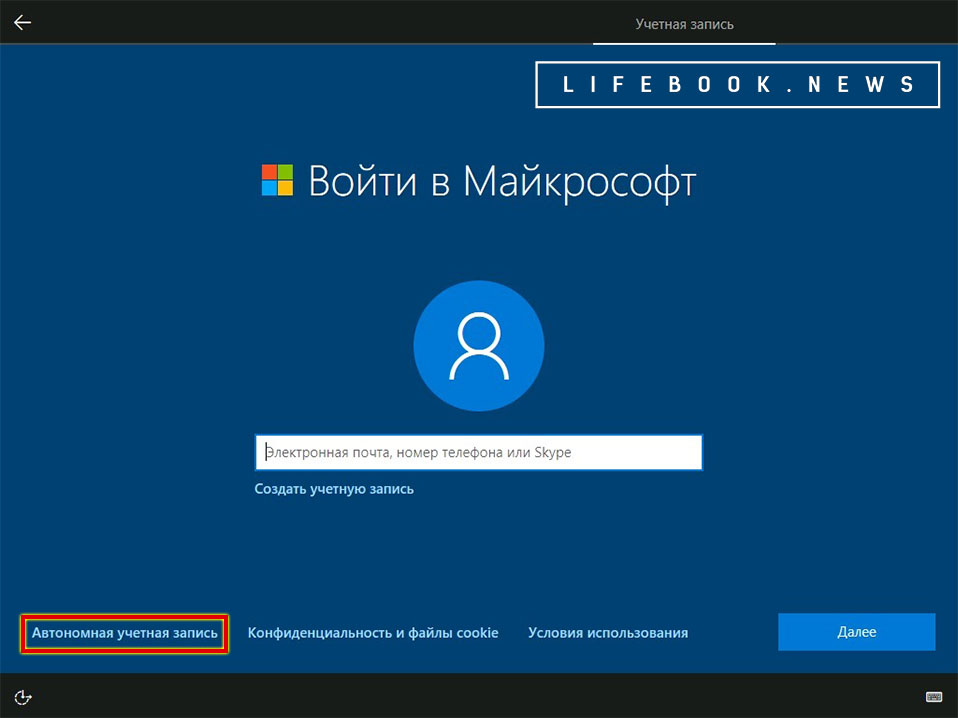 Учетная запись
LIFEBOOK.NEWS
Войти в Майкрософт
Электронная почта, номер телефона или Skype
Создать учетную запись
Автономная учетная запись
Конфиденциальность и файлы cookie
Условия использования
Далее